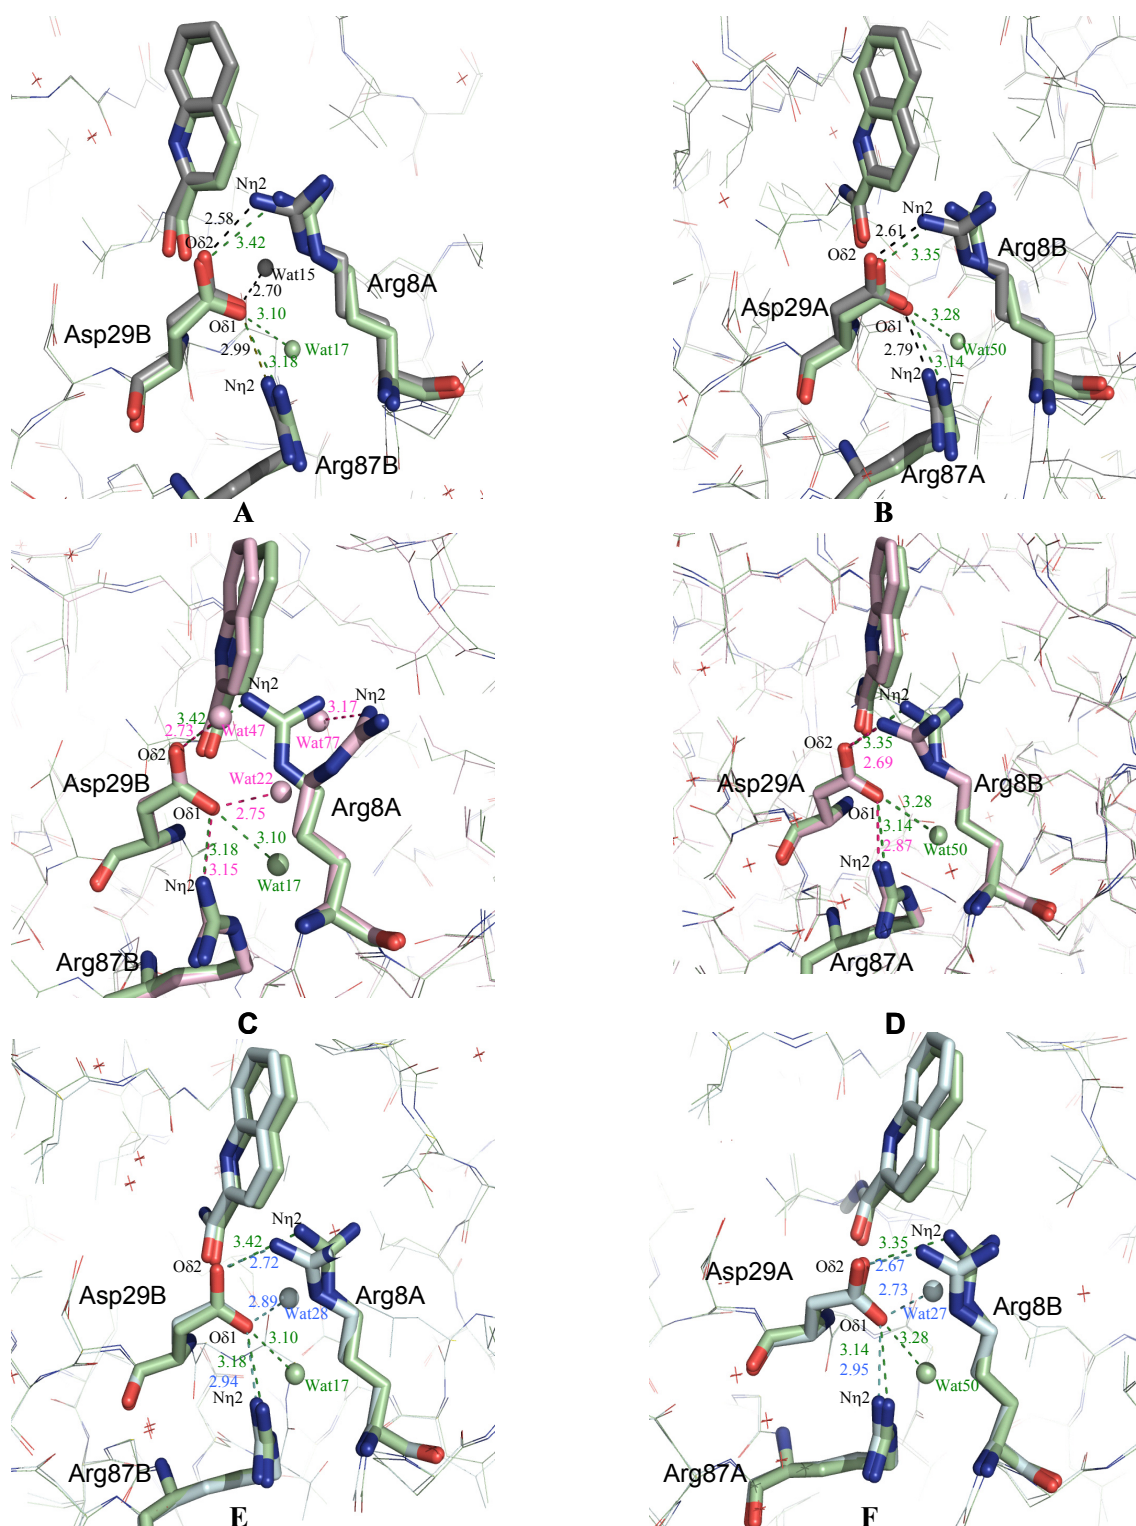 Nη2
2.58
Oδ2
3.42
Wat15
2.70
Arg8A
3.10
Asp29B
Oδ1
2.99
Wat17
3.18
Nη2
Arg87B
A
Nη2
2.61
Oδ2
3.35
Arg8B
Asp29A
3.28
Oδ1
Wat50
2.79
3.14
Nη2
Arg87A
B
Nη2
Nη2
3.17
3.42
2.73
Wat47
Wat77
Oδ2
Wat22
Asp29B
2.75
Arg8A
Oδ1
3.10
3.18
3.15
Wat17
Nη2
Arg87B
C
Nη2
Oδ2
3.35
2.69
Asp29A
Arg8B
3.28
Oδ1
3.14
Wat50
2.87
Nη2
Arg87A
D
Nη2
3.42
2.72
Oδ2
Asp29B
2.89
Arg8A
Wat28
Oδ1
3.10
3.18
2.94
Wat17
Nη2
Arg87B
E
Nη2
3.35
Oδ2
2.67
Asp29A
2.73
Wat27
Arg8B
Oδ1
3.28
3.14
2.95
Wat50
Nη2
Arg87A
F